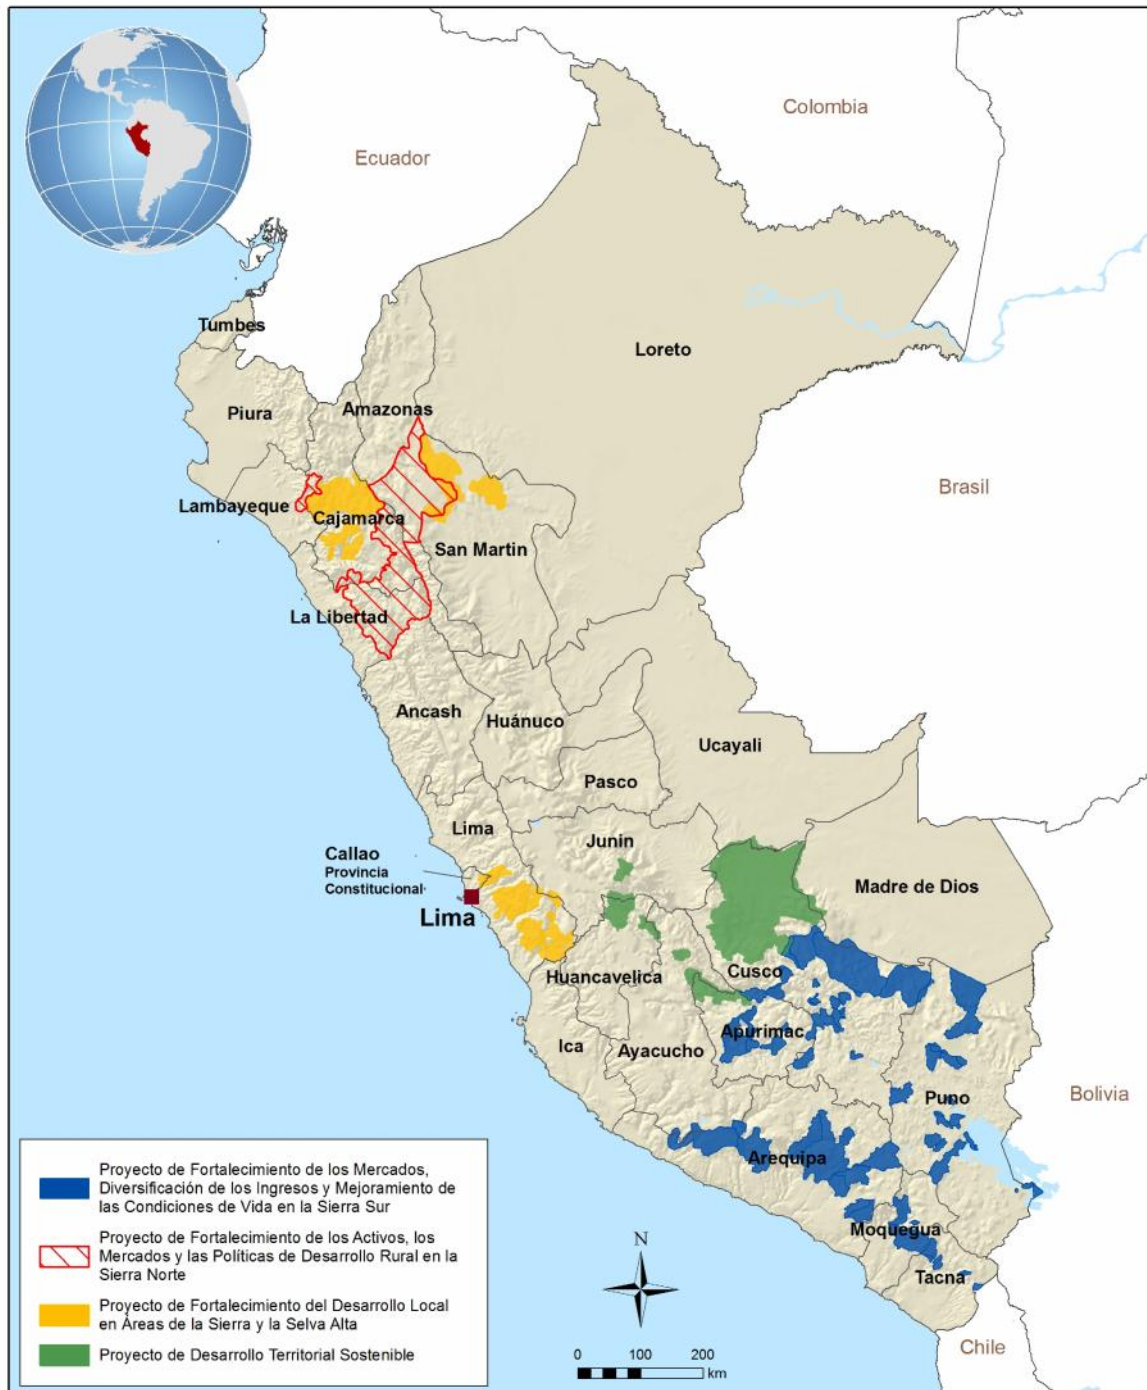 Colombia
Ecuador
Tumbes
Loreto
Piura
Amazonas
Brasil
Lambayeque
Cajamarca
San Martin
La Libertad
Ancash
Huánuco
Ucayali
Pasco
Lima
Junin
Callao
Provincia
Constitucional
Madre de Dios
Lima
Cusco
Huancavelica
Apurimac
Ica
Ayacucho
Puno
Bolivia
Arequipa
Moquegua
Tacna
Chile
Proyecto de Fortalecimiento de los Mercados,
Diversificación de los Ingresos y Mejoramiento de
las Condiciones de Vida en la Sierra Sur
Proyecto de Fortalecimiento de los Activos, los
Mercados y las Políticas de Desarrollo Rural en la
Sierra Norte
Proyecto de Fortalecimiento del Desarrollo Local
en Áreas de la Sierra y la Selva Alta
Proyecto de Desarrollo Territorial Sostenible
N
0 100 200
km